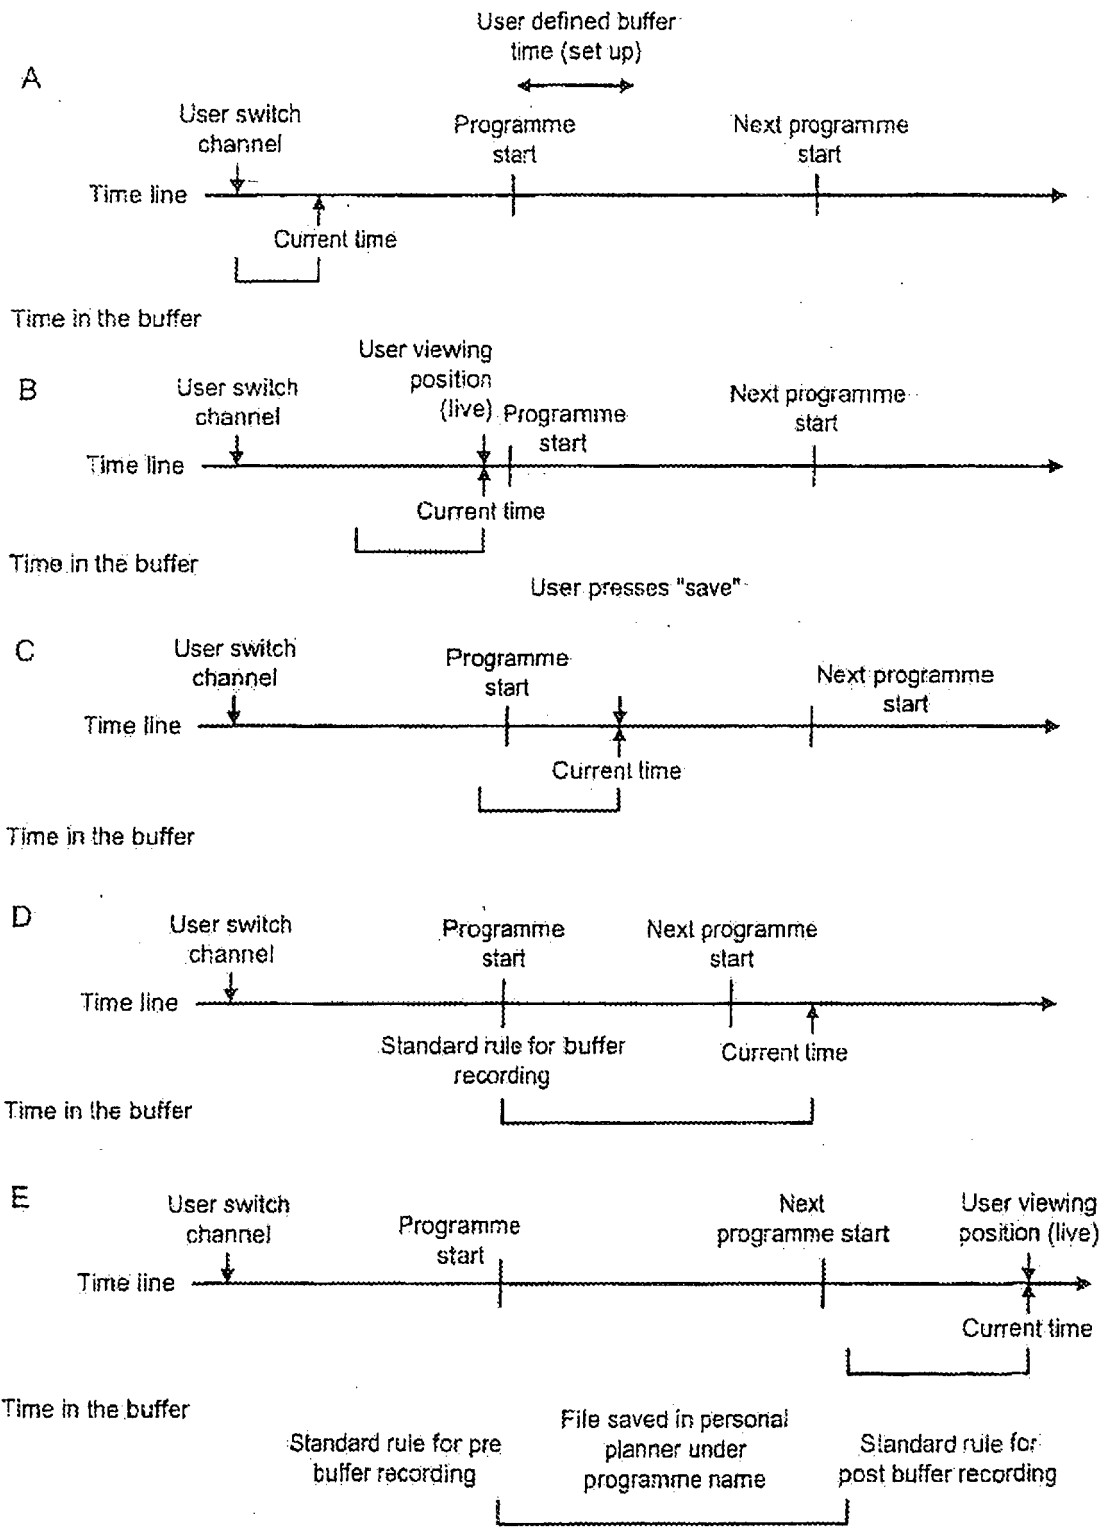 User defined buffer
time (set up)
A
User switch
channel
Programme
start
Next programme
start
Time line
Current time
Time in the buffer
B
User switch
channel
User viewing
position
(live)
Programme
start
Next programme
start
Time line
Current time
Time in the buffer
User presses "save"
C
User switch
channel
Programme
start
Next programme
start
Time line
Current time
Time in the buffer
D
User switch
channel
Programme
start
Next programme
start
Time line
Standard rule for buffer
recording
Current time
Time in the buffer
E
User switch
channel
Programme
start
Next
programme start
User viewing
position (live)
Time line
Current time
Time in the buffer
Standard rule for pre
buffer recording
File saved in personal
planner under
programme name
Standard rule for
post buffer recording